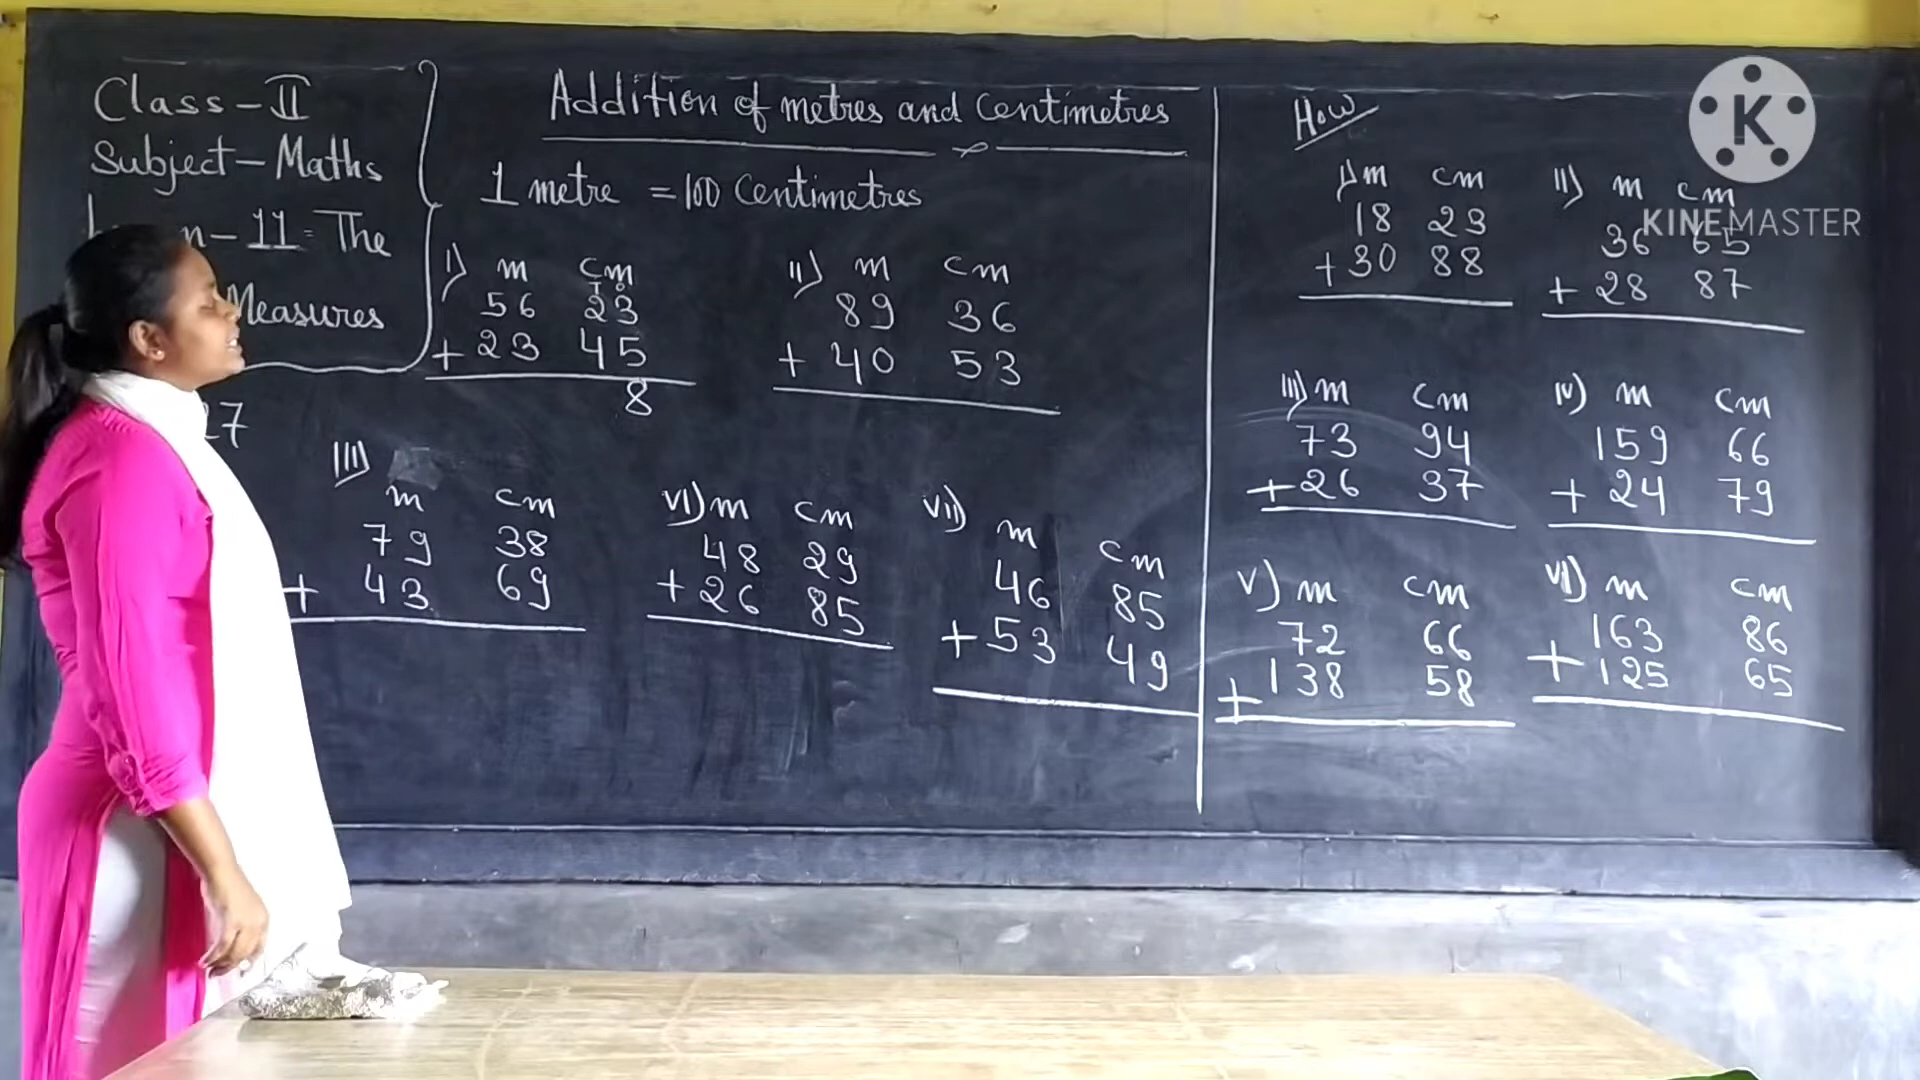 Class-II
Subject-Maths
n-11= The
Measures
27
Addition of metres and Centimetres
1 metre = 100 Centimetres
I) m cm
T O
56 23
+ 23 45
8
II) m cm
89 36
+ 40 53
III)
m cm
79 38
+ 43 69
VI) m cm
48 29
+ 26 85
VII)
m cm
46 85
+ 53 49
How
I) m cm
18 23
+ 30 88
II) m cm
36 65
+ 28 87
III) m cm
73 94
+ 26 37
IV) m cm
159 66
+ 24 79
V) m cm
72 66
+ 138 58
VI) m cm
163 86
+ 125 65
K
KINEMASTER